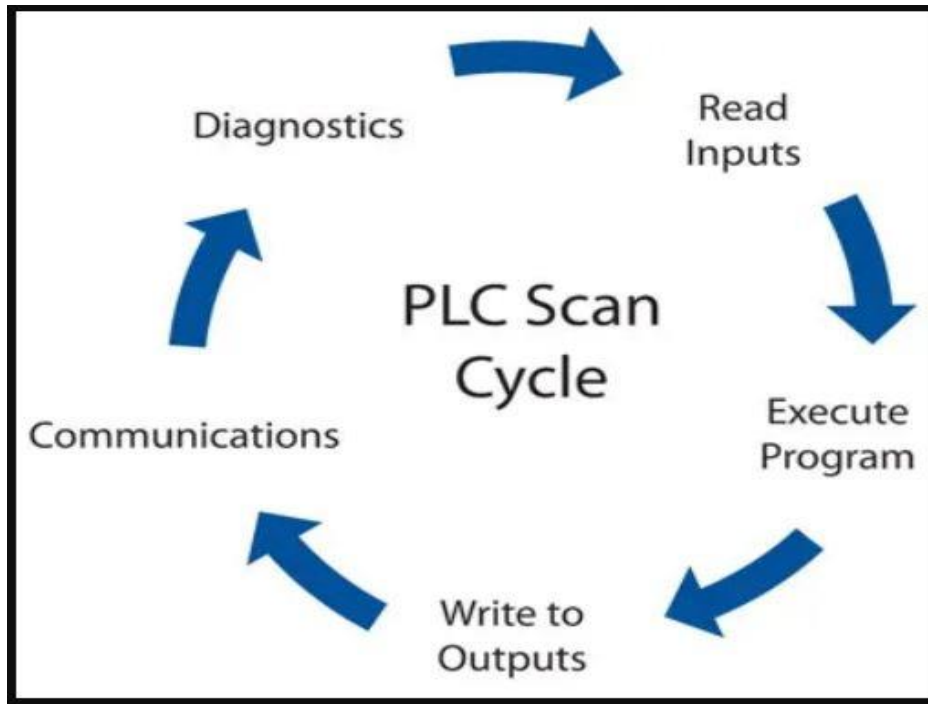 Diagnostics
Read
Inputs
PLC Scan
Cycle
Execute
Program
Communications
Write to
Outputs